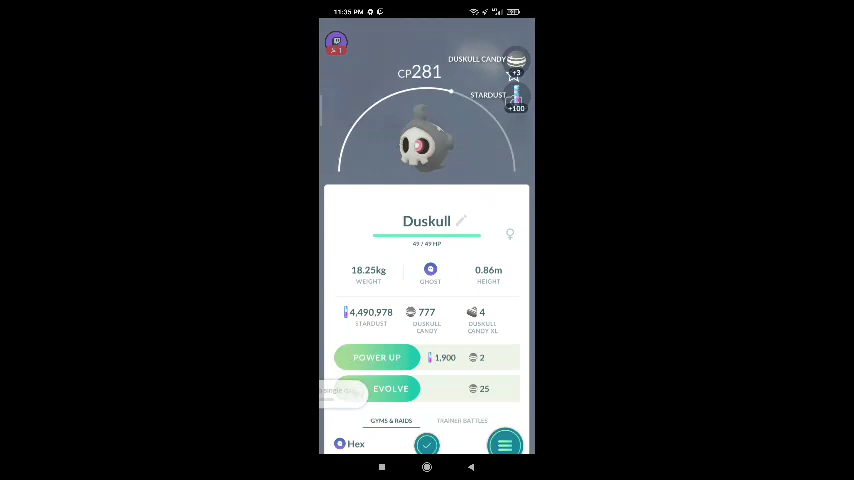 11:35 PM
1
DUSKULL CANDY
+3
CP281
STARDUST
+100
Duskull
49 / 49 HP
18.25kg
WEIGHT
GHOST
0.86m
HEIGHT
4,490,978
STARDUST
777
DUSKULL
CANDY
4
DUSKULL
CANDY XL
POWER UP
1,900
2
EVOLVE
25
GYMS & RAIDS
TRAINER BATTLES
Hex